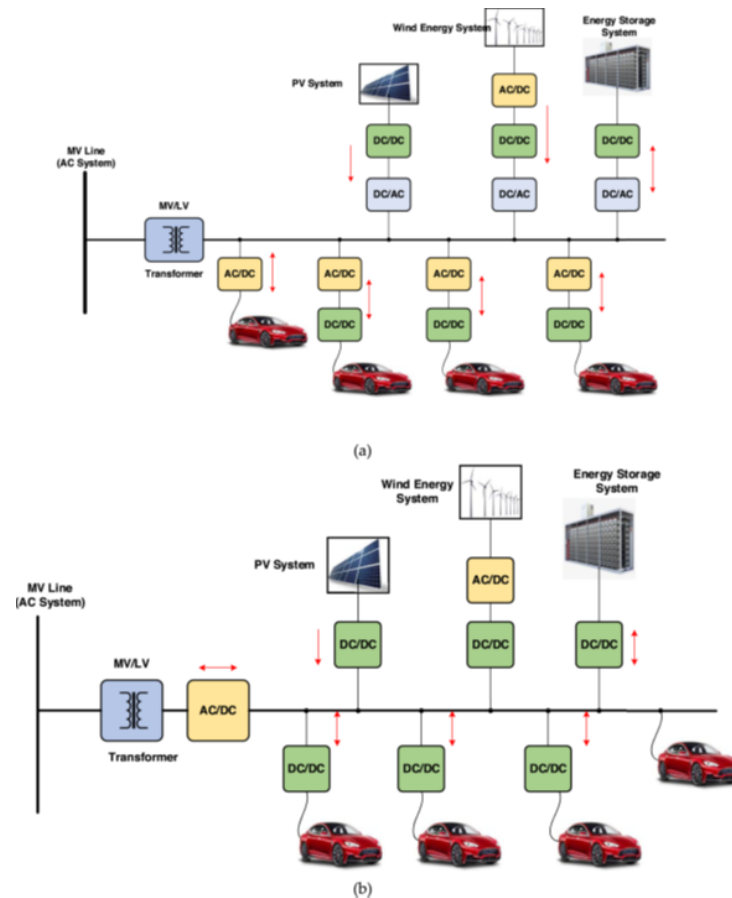 Wind Energy System
Energy Storage
System
PV System
AC/DC
MV Line
(AC System)
DC/DC
DC/DC
DC/DC
MV/LV
DC/AC
DC/AC
DC/AC
Transformer
AC/DC
AC/DC
AC/DC
AC/DC
DC/DC
DC/DC
DC/DC
(a)
Wind Energy
System
Energy Storage
System
PV System
AC/DC
MV Line
(AC System)
DC/DC
DC/DC
DC/DC
MV/LV
AC/DC
Transformer
DC/DC
DC/DC
DC/DC
(b)